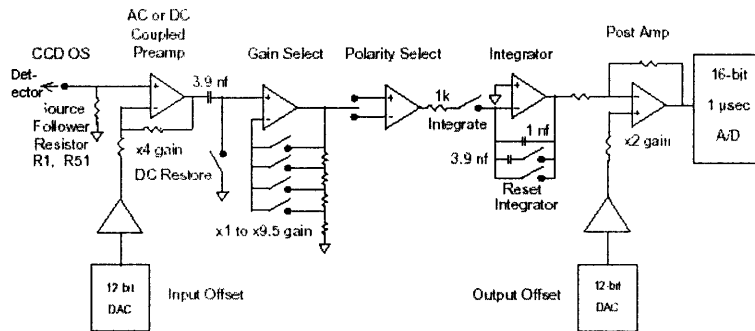 AC or DC
Coupled
Preamp
CCD OS
Detector
Source
Follower
Resistor
R1, R51
x4 gain
3.9 nf
DC Restore
Gain Select
x1 to x9.5 gain
Polarity Select
1k
Integrate
Integrator
1 nf
3.9 nf
Reset
Integrator
Post Amp
x2 gain
16-bit
1 µsec
A/D
12-bit
DAC
Input Offset
Output Offset
12-bit
DAC